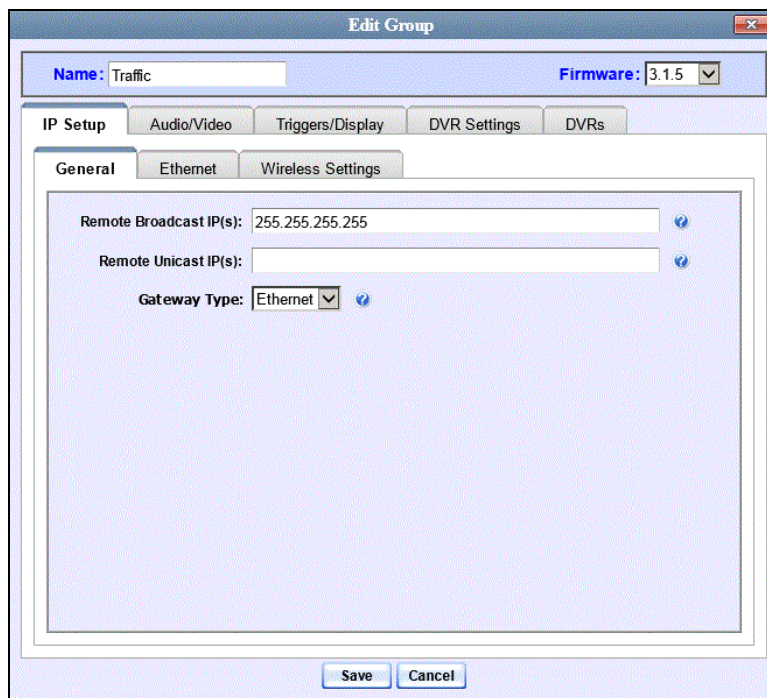 Edit Group
Name: Traffic Firmware: 3.1.5
IP Setup Audio/Video Triggers/Display DVR Settings DVRs
General Ethernet Wireless Settings
Remote Broadcast IP(s): 255.255.255.255
Remote Unicast IP(s):
Gateway Type: Ethernet
Save Cancel